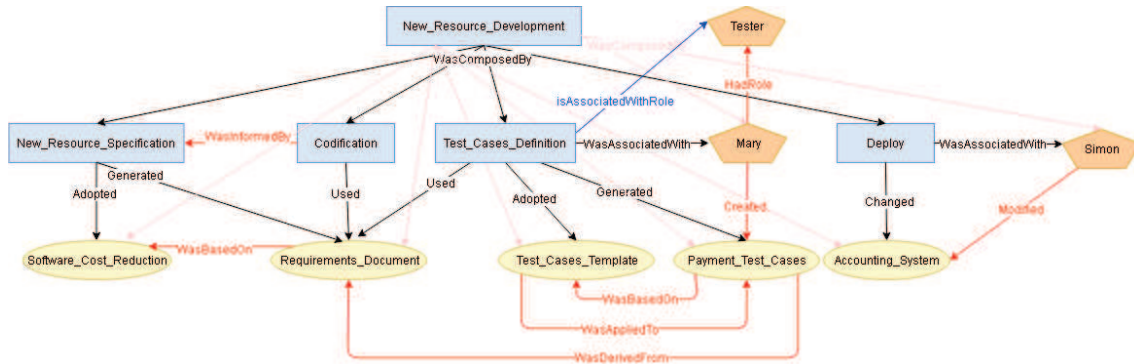 New_Resource_Development
Tester
WasComposedBy
WasComposedBy
HadRole
isAssociatedWithRole
New_Resource_Specification
WasInformedBy
Codification
Test_Cases_Definition
WasAssociatedWith
Mary
Deploy
WasAssociatedWith
Simon
Generated
Adopted
Used
Used
Adopted
Generated
Created
Changed
Modified
WasBasedOn
Software_Cost_Reduction
Requirements_Document
Test_Cases_Template
Payment_Test_Cases
Accounting_System
WasBasedOn
WasAppliedTo
WasDerivedFrom